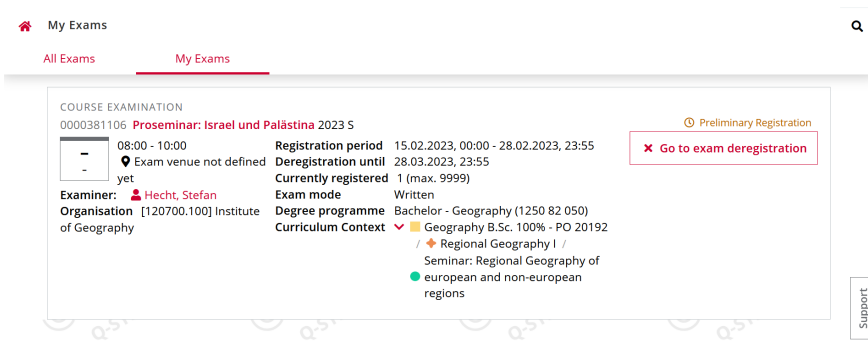 My Exams
All Exams
My Exams
COURSE EXAMINATION
0000381106 Proseminar: Israel und Palästina 2023 S
Preliminary Registration
Go to exam deregistration
–
-
08:00 - 10:00
Exam venue not defined
yet
Examiner: Hecht, Stefan
Organisation [120700.100] Institute
of Geography
Registration period 15.02.2023, 00:00 - 28.02.2023, 23:55
Deregistration until 28.03.2023, 23:55
Currently registered 1 (max. 9999)
Exam mode Written
Degree programme Bachelor - Geography (1250 82 050)
Curriculum Context Geography B.Sc. 100% - PO 20192
/ Regional Geography I /
Seminar: Regional Geography of
european and non-european
regions
Support